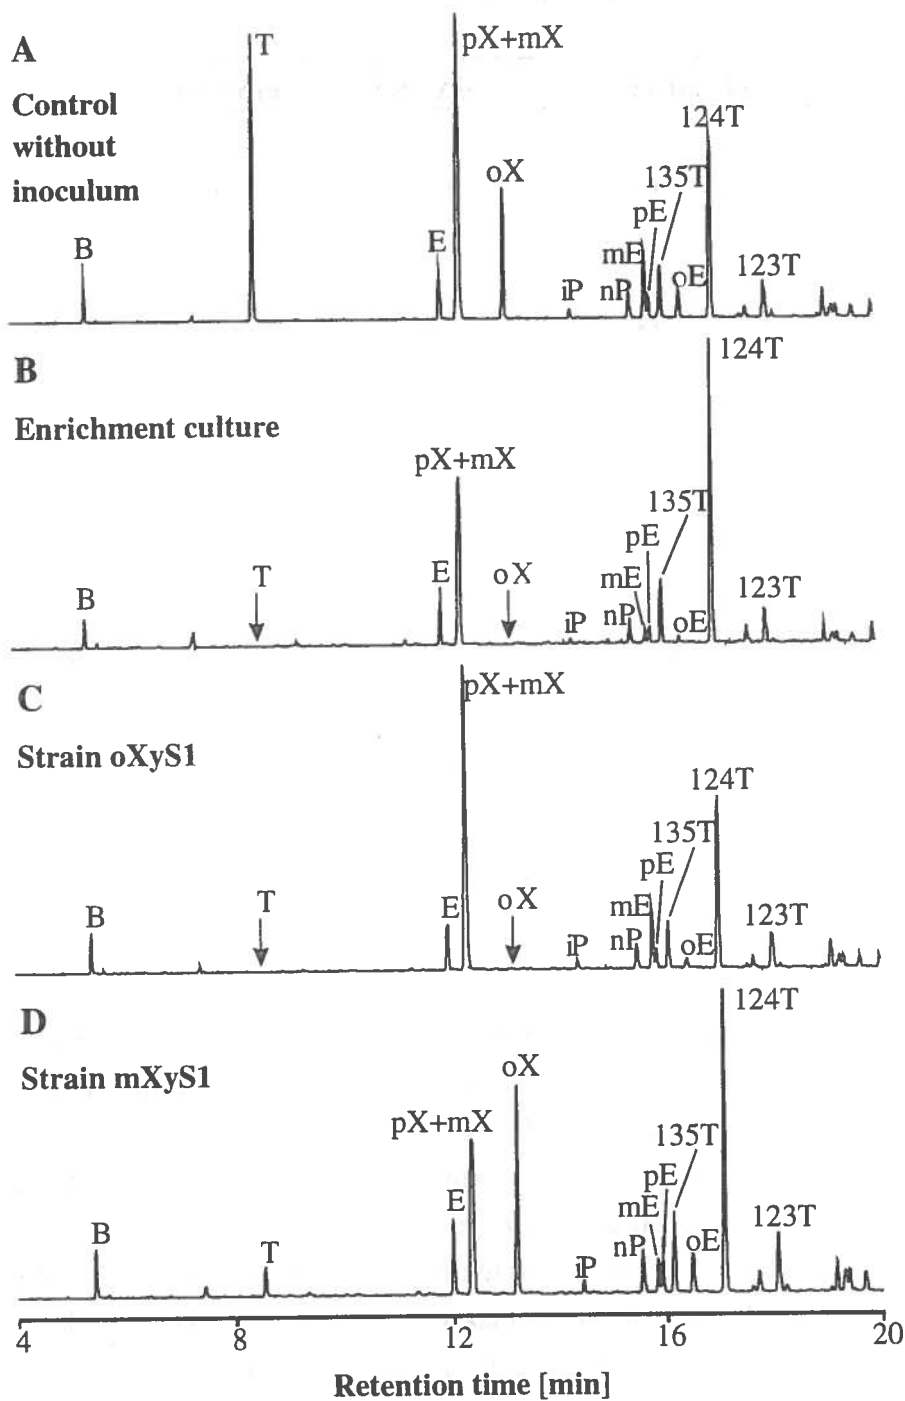 A
Control
without
inoculum
B
T
E
pX+mX
oX
iP
nP
mE
pE
135T
oE
124T
123T
B
Enrichment culture
B
T
E
pX+mX
oX
iP
nP
mE
pE
135T
oE
124T
123T
C
Strain oXyS1
B
T
E
pX+mX
oX
iP
nP
mE
pE
135T
oE
124T
123T
D
Strain mXyS1
B
T
E
pX+mX
oX
iP
nP
mE
pE
135T
oE
124T
123T
4 8 12 16 20
Retention time [min]